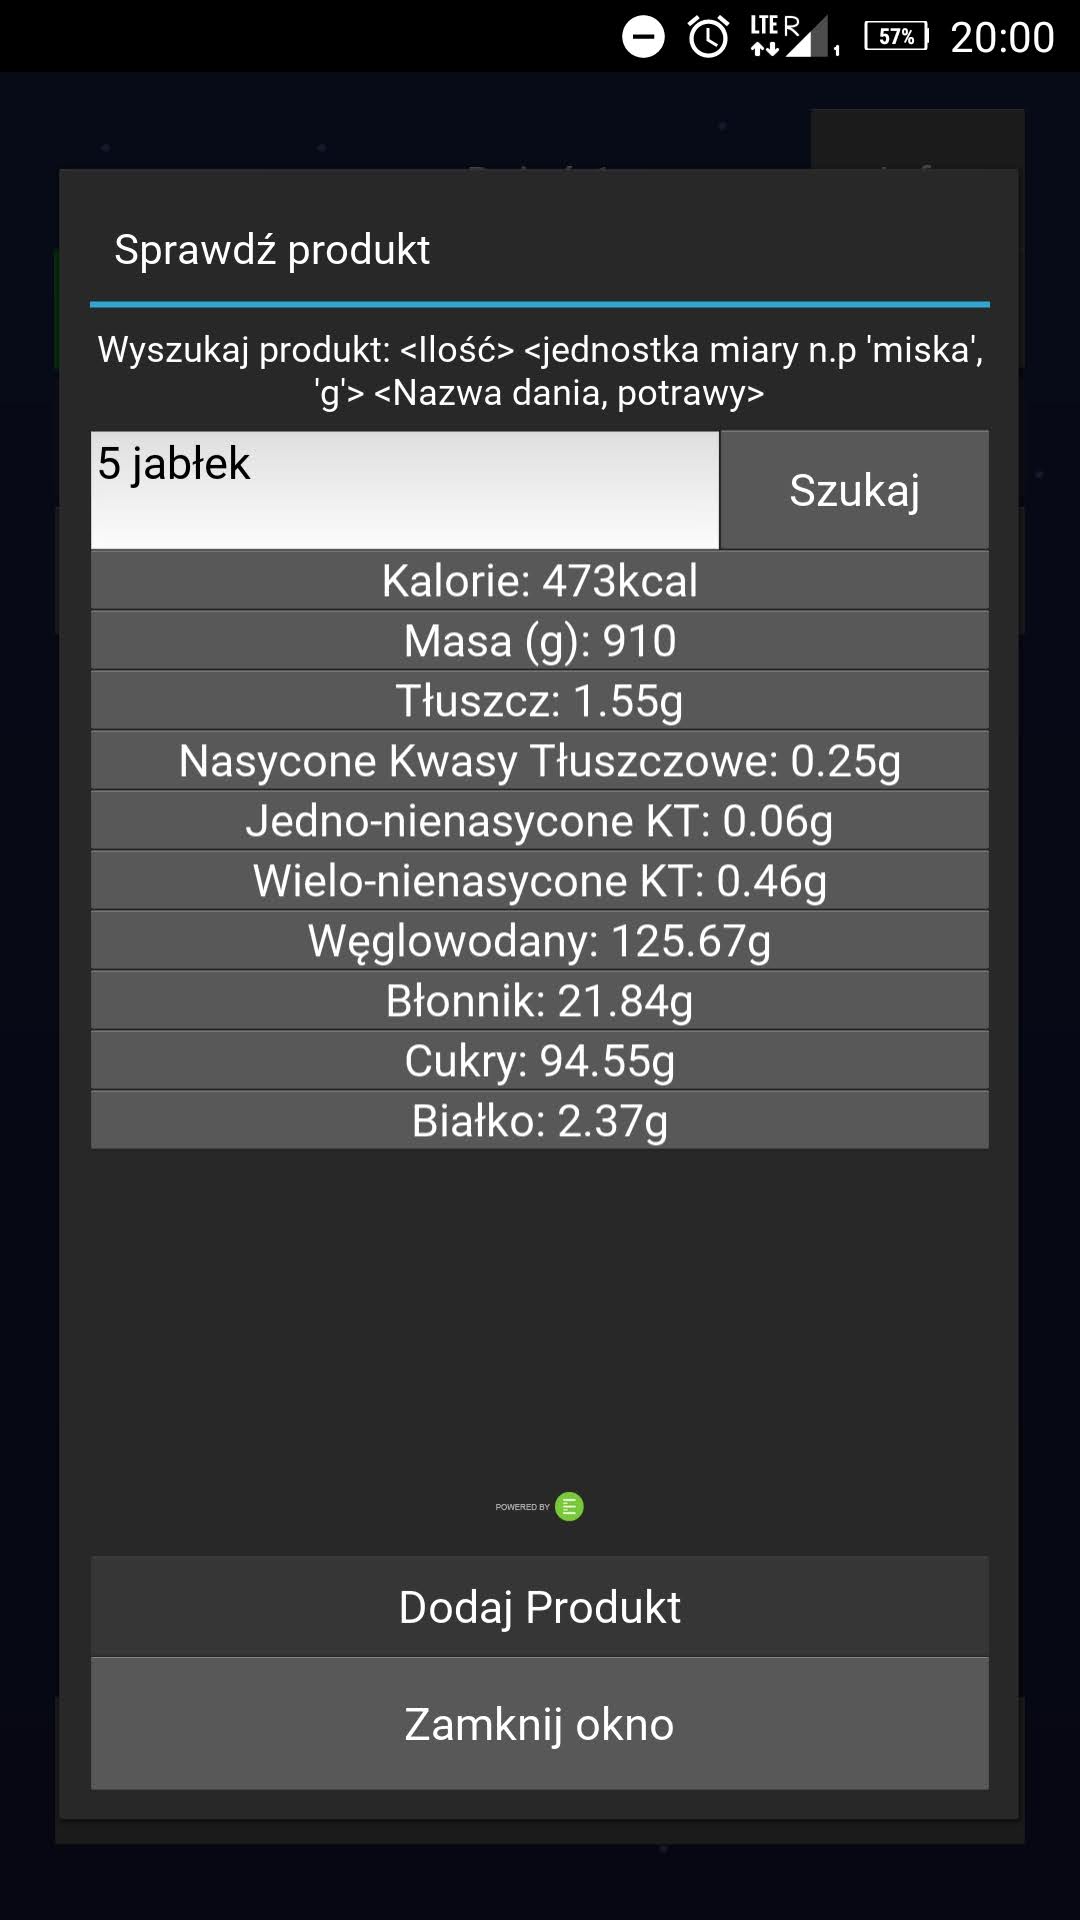 LTE R 1 57% 20:00
Sprawdź produkt
Wyszukaj produkt: <Ilość> <jednostka miary n.p 'miska',
'g'> <Nazwa dania, potrawy>
5 jabłek
Szukaj
Kalorie: 473kcal
Masa (g): 910
Tłuszcz: 1.55g
Nasycone Kwasy Tłuszczowe: 0.25g
Jedno-nienasycone KT: 0.06g
Wielo-nienasycone KT: 0.46g
Węglowodany: 125.67g
Błonnik: 21.84g
Cukry: 94.55g
Białko: 2.37g
POWERED BY
Dodaj Produkt
Zamknij okno